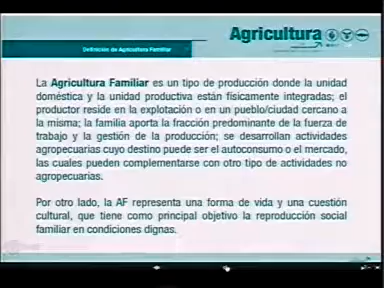 Agricultura
Definición de Agricultura Familiar
La Agricultura Familiar es un tipo de producción donde la unidad
doméstica y la unidad productiva están físicamente integradas; el
productor reside en la explotación o en un pueblo/ciudad cercano a
la misma; la familia aporta la fracción predominante de la fuerza de
trabajo y la gestión de la producción; se desarrollan actividades
agropecuarias cuyo destino puede ser el autoconsumo o el mercado,
las cuales pueden complementarse con otro tipo de actividades no
agropecuarias.
Por otro lado, la AF representa una forma de vida y una cuestión
cultural, que tiene como principal objetivo la reproducción social
familiar en condiciones dignas.